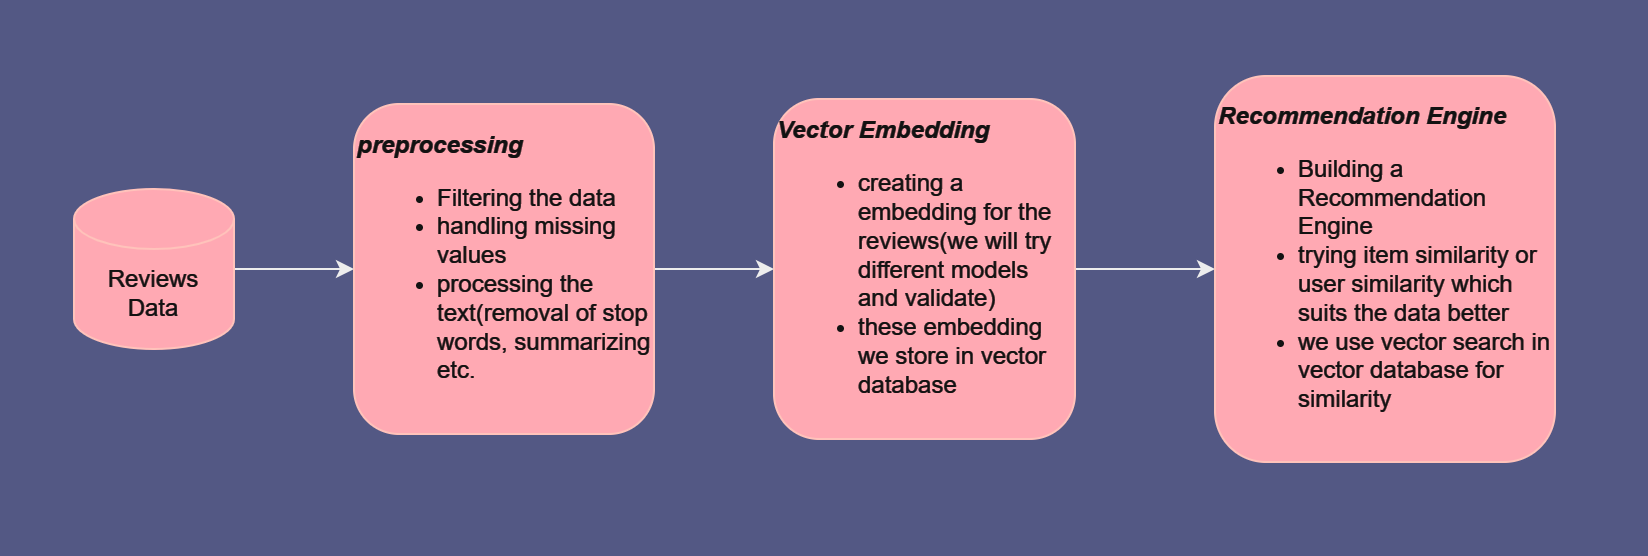 Reviews
Data
preprocessing
• Filtering the data
• handling missing
values
• processing the
text(removal of stop
words, summarizing
etc.
Vector Embedding
• creating a
embedding for the
reviews(we will try
different models
and validate)
• these embedding
we store in vector
database
Recommendation Engine
• Building a
Recommendation
Engine
• trying item similarity or
user similarity which
suits the data better
• we use vector search in
vector database for
similarity